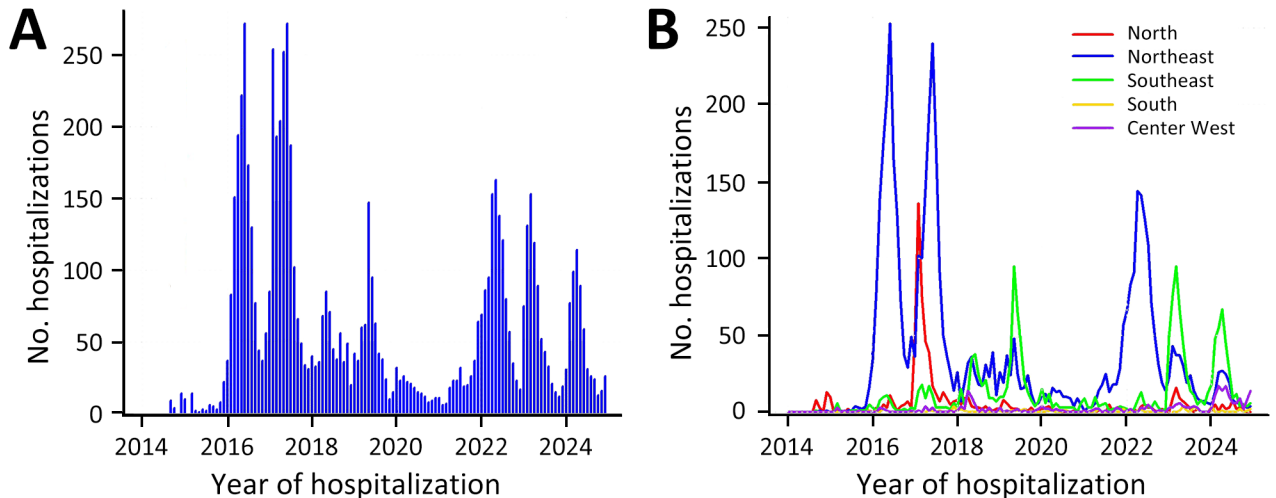 A
No. hospitalizations
250
200
150
100
50
0
2014 2016 2018 2020 2022 2024
Year of hospitalization
B
No. hospitalizations
250
200
150
100
50
0
2014 2016 2018 2020 2022 2024
Year of hospitalization
North
Northeast
Southeast
South
Center West